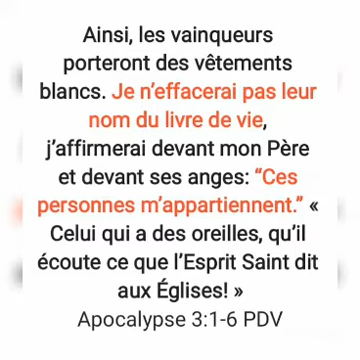 Ainsi, les vainqueurs
porteront des vêtements
blancs. Je n’effacerai pas leur
nom du livre de vie,
j’affirmerai devant mon Père
et devant ses anges: “Ces
personnes m’appartiennent.” «
Celui qui a des oreilles, qu’il
écoute ce que l’Esprit Saint dit
aux Églises! »
Apocalypse 3:1-6 PDV